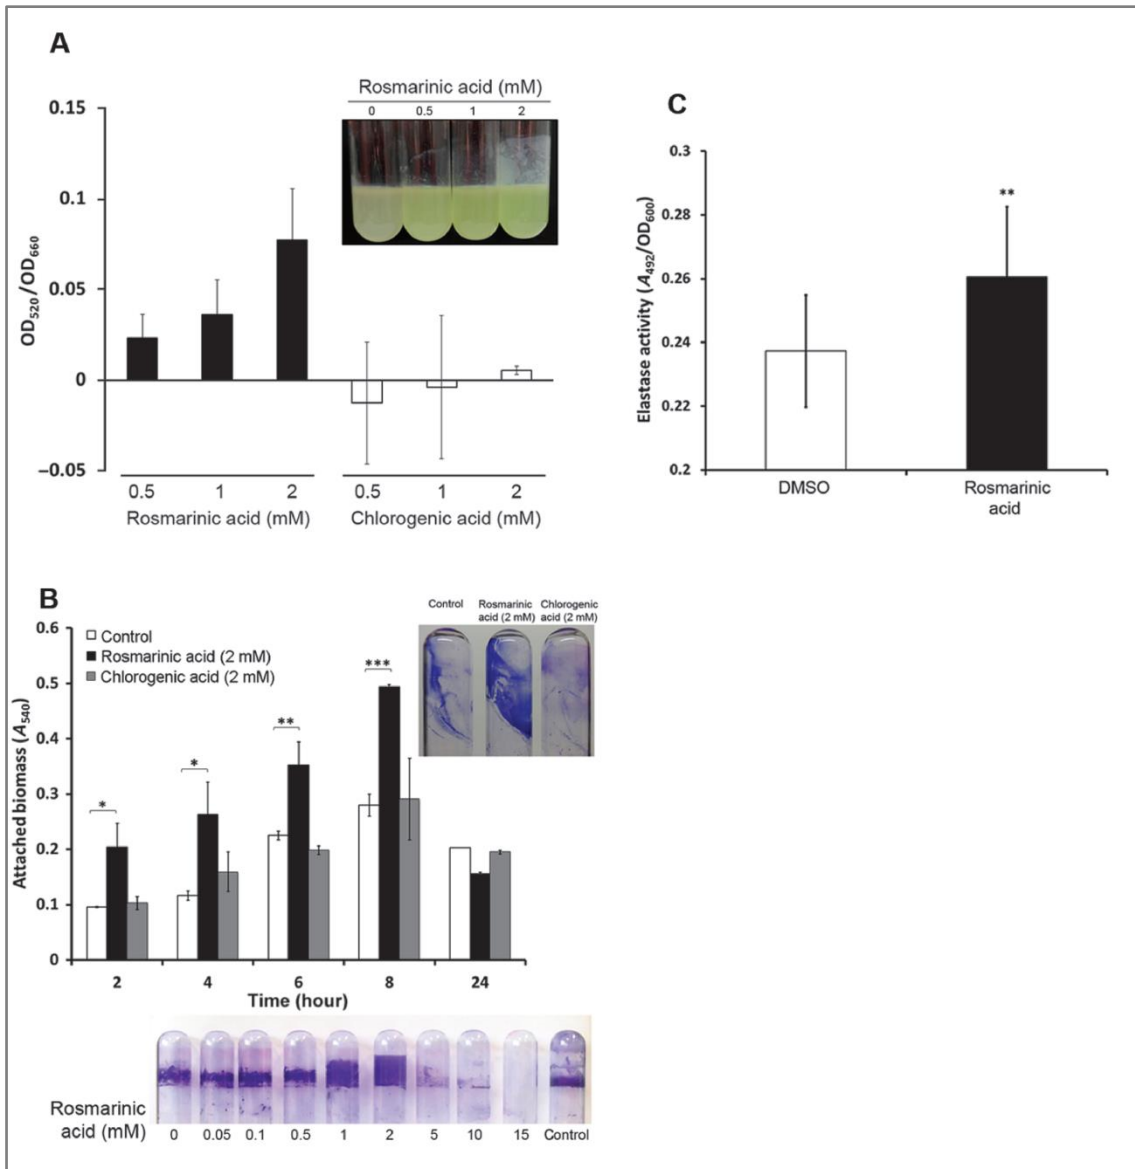 A
Rosmarinic acid (mM)
0 0.5 1 2
0.15
0.1
0.05
0
–0.05
OD520/OD660
0.5 1 2 0.5 1 2
Rosmarinic acid (mM) Chlorogenic acid (mM)
C
0.3
0.28
0.26
0.24
0.22
0.2
Elastase activity (A492/OD600)
**
DMSO Rosmarinic
acid
B
Control Rosmarinic Chlorogenic
acid (2 mM) acid (2 mM)
0.6
0.5
0.4
0.3
0.2
0.1
0
Attached biomass (A540)
Control
Rosmarinic acid (2 mM)
Chlorogenic acid (2 mM)
* * ** ***
2 4 6 8 24
Time (hour)
Rosmarinic
acid (mM) 0 0.05 0.1 0.5 1 2 5 10 15 Control